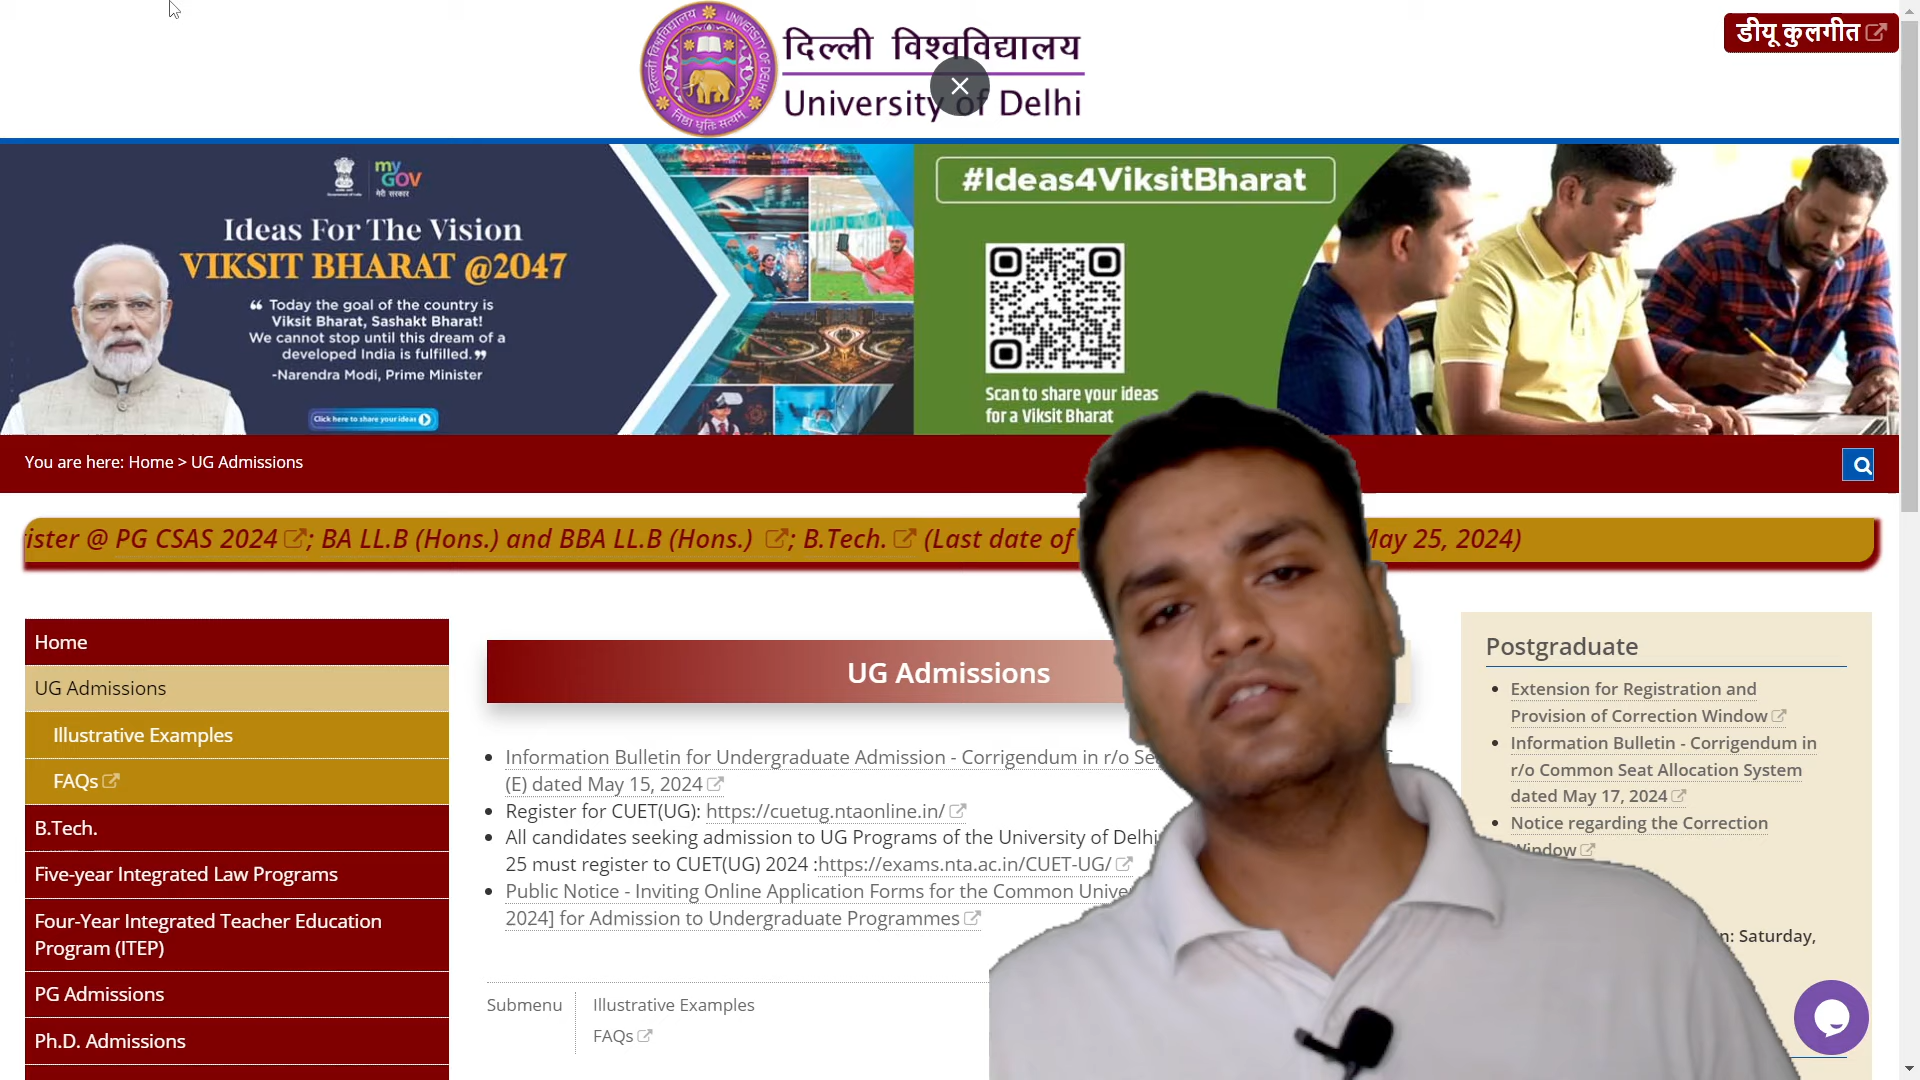 दिल्ली विश्वविद्यालय
University of Delhi
डीयू कुलगीत
my GOV
मेरी सरकार
Ideas For The Vision
VIKSIT BHARAT @2047
“ Today the goal of the country is
Viksit Bharat, Sashakt Bharat!
We cannot stop until this dream of a
developed India is fulfilled.”
-Narendra Modi, Prime Minister
Click here to share your ideas
#Ideas4ViksitBharat
Scan to share your ideas
for a Viksit Bharat
You are here: Home > UG Admissions
ister @ PG CSAS 2024 ; BA LL.B (Hons.) and BBA LL.B (Hons.) ; B.Tech. (Last date of May 25, 2024)
Home
UG Admissions
Illustrative Examples
FAQs
B.Tech.
Five-year Integrated Law Programs
Four-Year Integrated Teacher Education
Program (ITEP)
PG Admissions
Ph.D. Admissions
UG Admissions
Information Bulletin for Undergraduate Admission - Corrigendum in r/o
(E) dated May 15, 2024
Register for CUET(UG): https://cuetug.ntaonline.in/
All candidates seeking admission to UG Programs of the University of Delhi
25 must register to CUET(UG) 2024 :https://exams.nta.ac.in/CUET-UG/
Public Notice - Inviting Online Application Forms for the Common
2024] for Admission to Undergraduate Programmes
Submenu
Illustrative Examples
FAQs
Postgraduate
Extension for Registration and
Provision of Correction Window
Information Bulletin - Corrigendum in
r/o Common Seat Allocation System
dated May 17, 2024
Notice regarding the Correction
Window
n: Saturday,